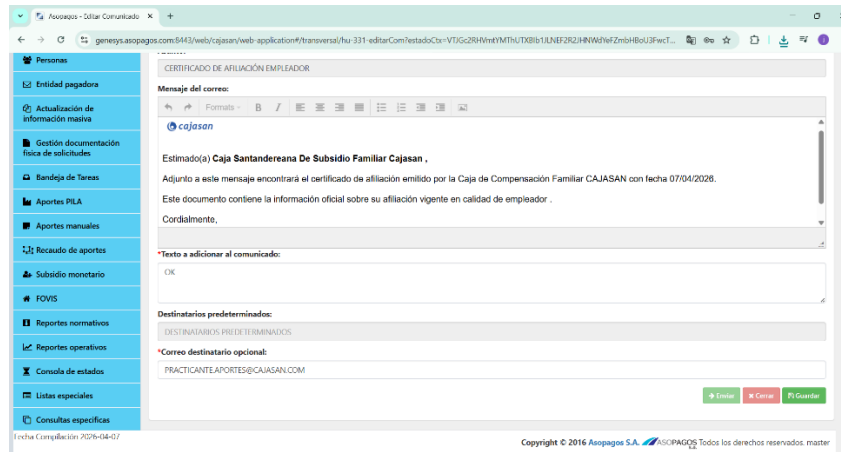 Asopagos - Editar Comunicado
genesys.asopagos.com:6443/web/cajasan/web-application#/transversal/hu-331-editarCom?estadoCtx=
Personas
CERTIFICADO DE AFILIACIÓN EMPLEADOR
Entidad pagadora
Mensaje del correo:
Actualización de
información masiva
Formats
B I
cajasan
Gestión documentación
física de solicitudes
Estimado(a) Caja Santandereana De Subsidio Familiar Cajasan ,
Bandeja de Tareas
Adjunto a este mensaje encontrará el certificado de afiliación emitido por la Caja de Compensación Familiar CAJASAN con fecha 07/04/2026.
Aportes PILA
Este documento contiene la información oficial sobre su afiliación vigente en calidad de empleador .
Aportes manuales
Cordialmente,
Recaudo de aportes
*Texto a adicionar al comunicado:
Subsidio monetario
OK
FOVIS
Reportes normativos
Destinatarios predeterminados:
DESTINATARIOS PREDETERMINADOS
Reportes operativos
*Correo destinatario opcional:
Consola de estados
PRACTICANTE.APORTES@CAJASAN.COM
Listas especiales
Enviar
Cerrar
Guardar
Consultas especificas
Fecha Compilación 2026-04-07
Copyright © 2016 Asopagos S.A. ASOPAGOS S.A. Todos los derechos reservados. master